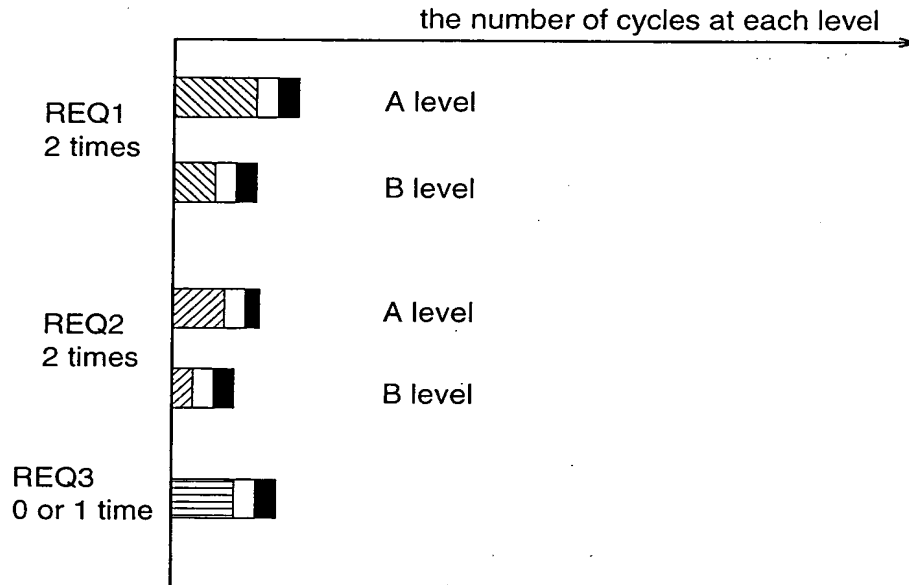 the number of cycles at each level
REQ1
2 times
A level
B level
REQ2
2 times
A level
B level
REQ3
0 or 1 time